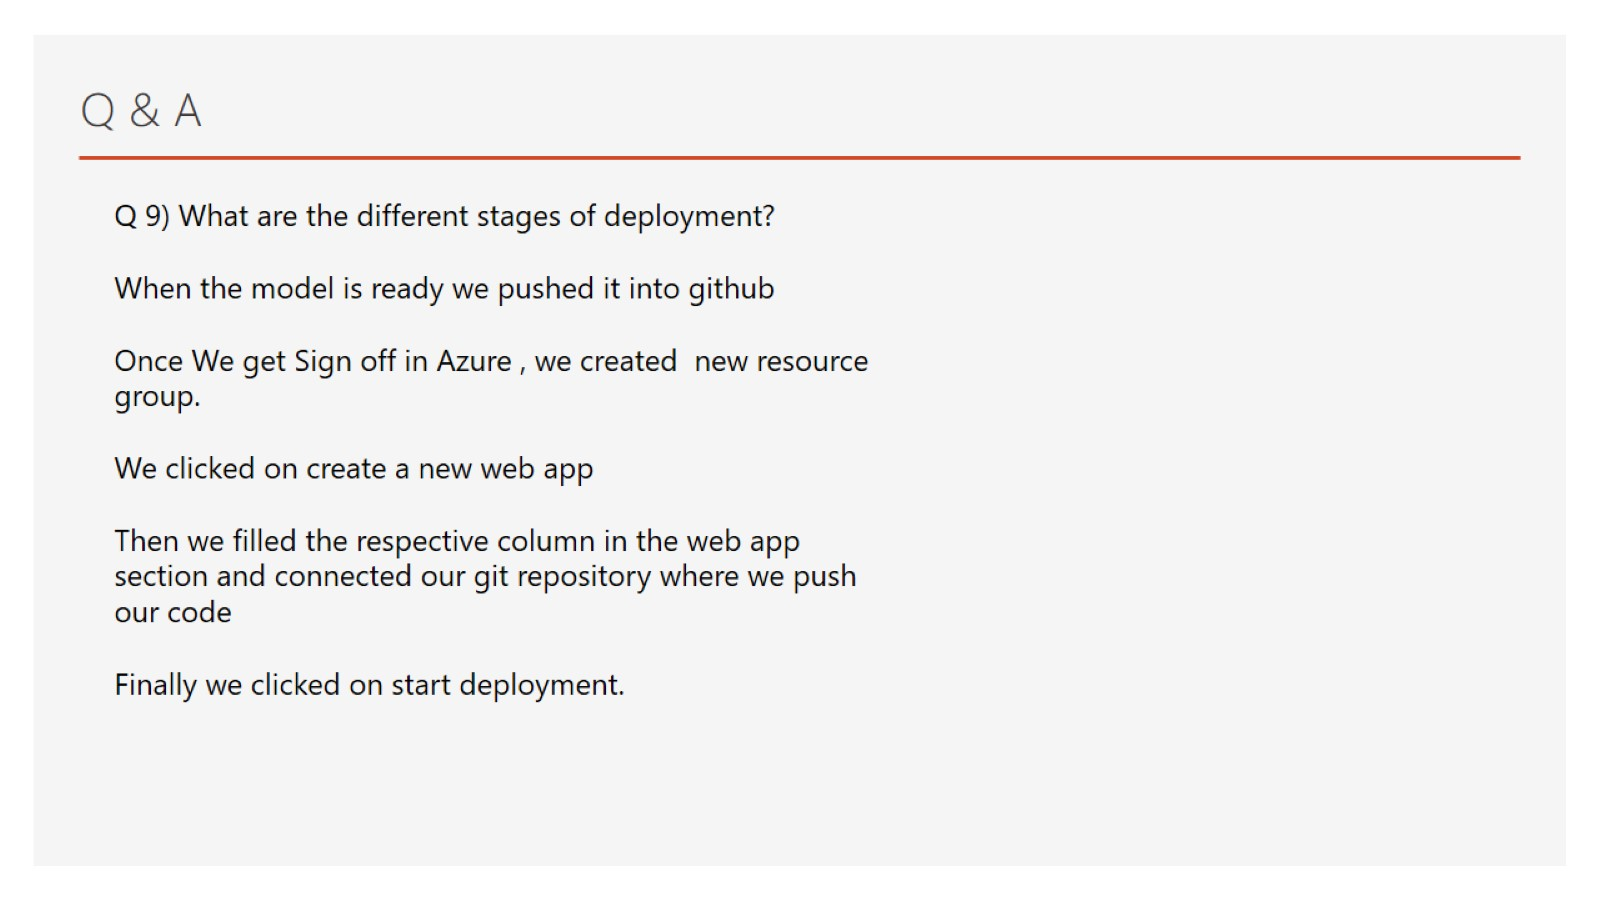 Q & A
Q 9) What are the different stages of deployment?
When the model is ready we pushed it into github
Once We get Sign off in Azure , we created  new resource
group.
We clicked on create a new web app
Then we filled the respective column in the web app
section and connected our git repository where we push
our code
Finally we clicked on start deployment.